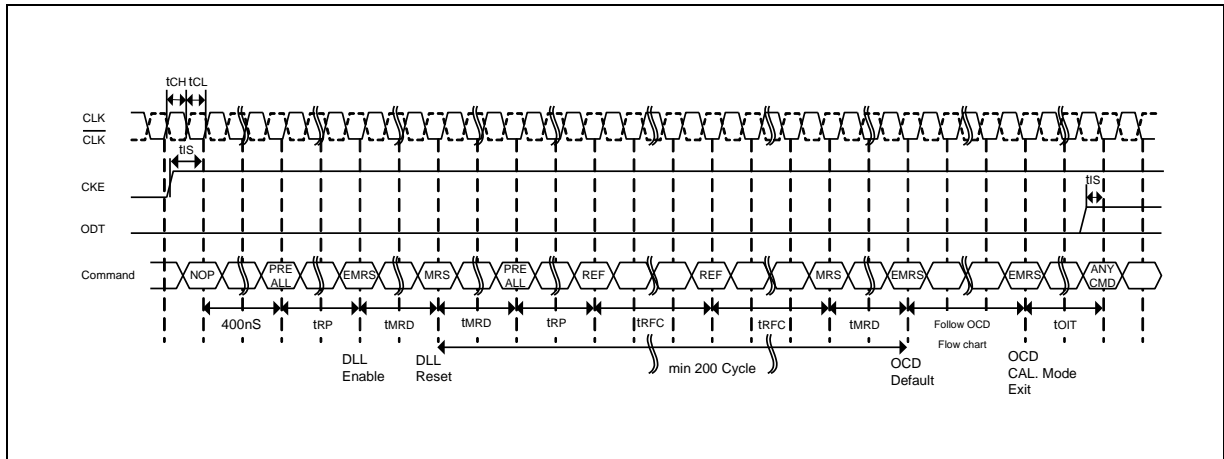 tCH tCL
CLK
CLK
tIS
CKE
tIS
ODT
Command
NOP PRE ALL EMRS MRS PRE ALL REF REF MRS EMRS EMRS ANY CMD
400nS tRP tMRD tMRD tRP tRFC tRFC tMRD Follow OCD Flow chart tOIT
DLL Enable
DLL Reset
min 200 Cycle
OCD Default
OCD CAL. Mode Exit